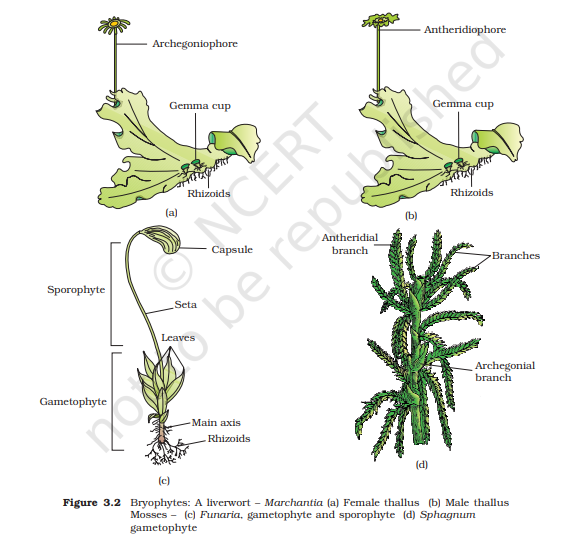 Archegoniophore
Antheridiophore
Gemma cup
Gemma cup
Rhizoids
Rhizoids
(a)
(b)
Capsule
Antheridial
branch
Branches
Sporophyte
Seta
Leaves
Archegonial
branch
Gametophyte
Main axis
Rhizoids
(c)
(d)
© NCERT
not to be republished
Figure 3.2 Bryophytes: A liverwort – Marchantia (a) Female thallus (b) Male thallus
Mosses – (c) Funaria, gametophyte and sporophyte (d) Sphagnum
gametophyte